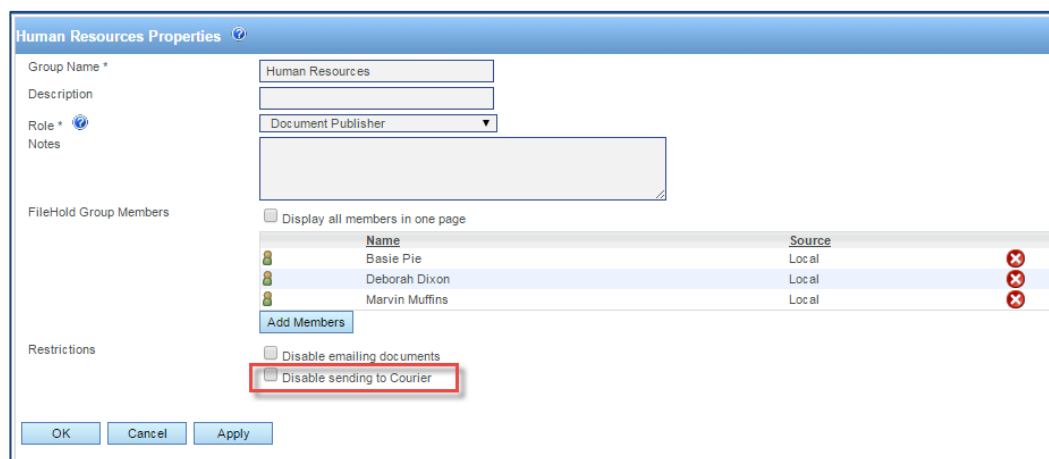 Human Resources Properties ?
Group Name *
Human Resources
Description
Role * ?
Document Publisher
Notes
FileHold Group Members
Display all members in one page
Name Source
Basie Pie Local
Deborah Dixon Local
Marvin Muffins Local
Add Members
Restrictions
Disable emailing documents
Disable sending to Courier
OK Cancel Apply